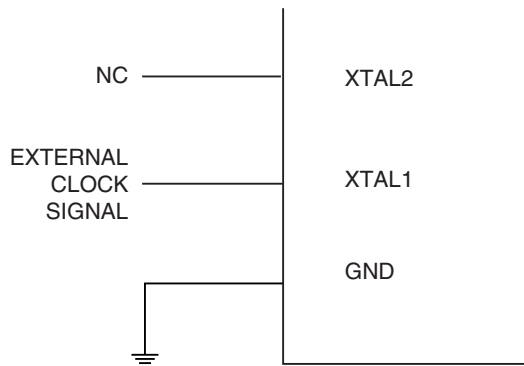 NC
XTAL2
EXTERNAL
CLOCK
SIGNAL
XTAL1
GND